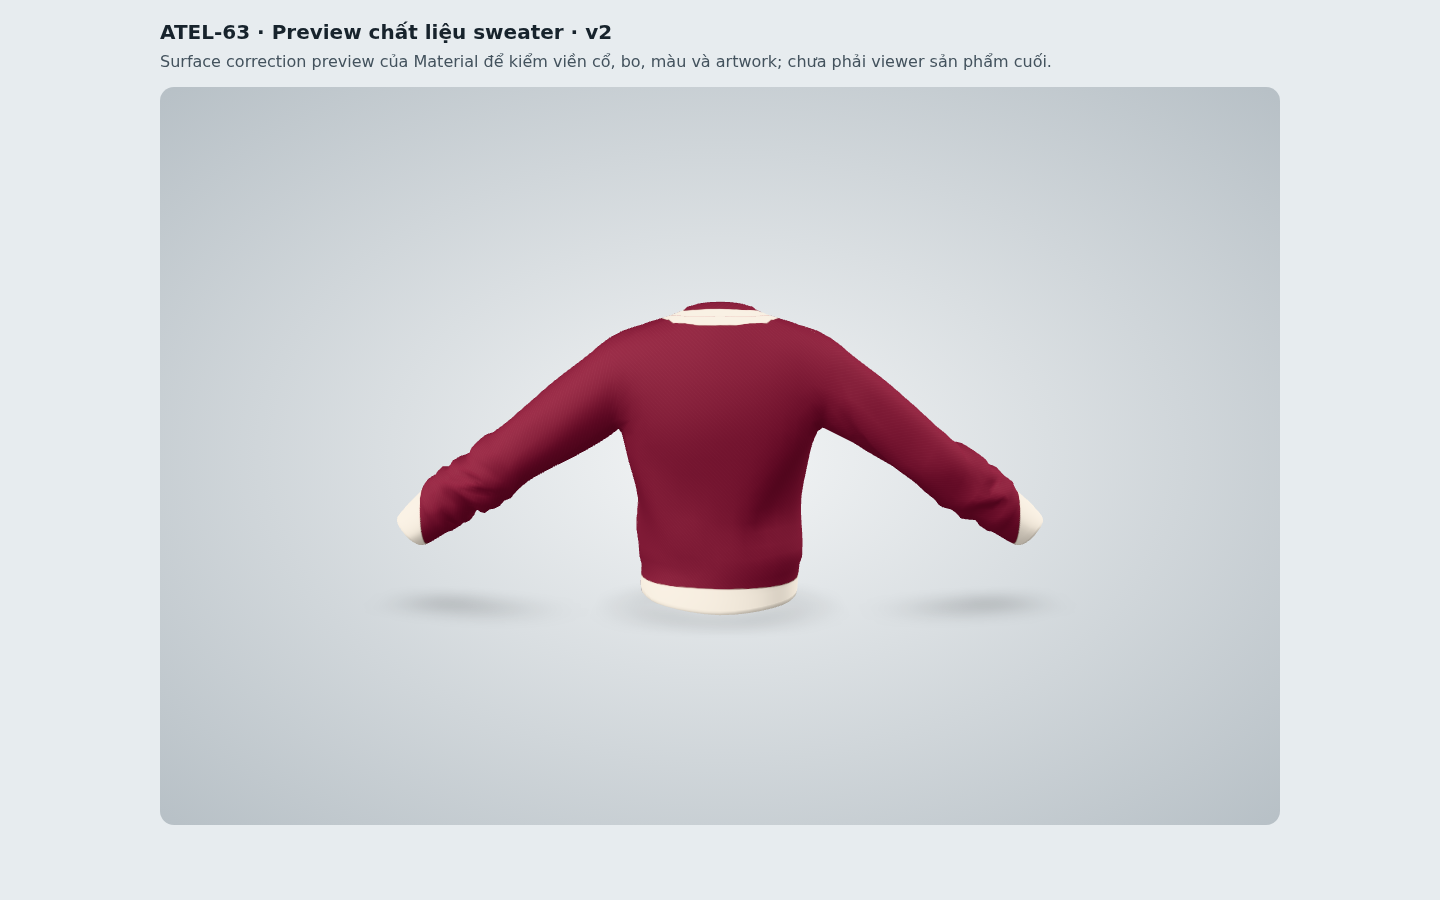 ATEL-63 · Preview chất liệu sweater · v2
Surface correction preview của Material để kiểm viền cổ, bo, màu và artwork; chưa phải viewer sản phẩm cuối.